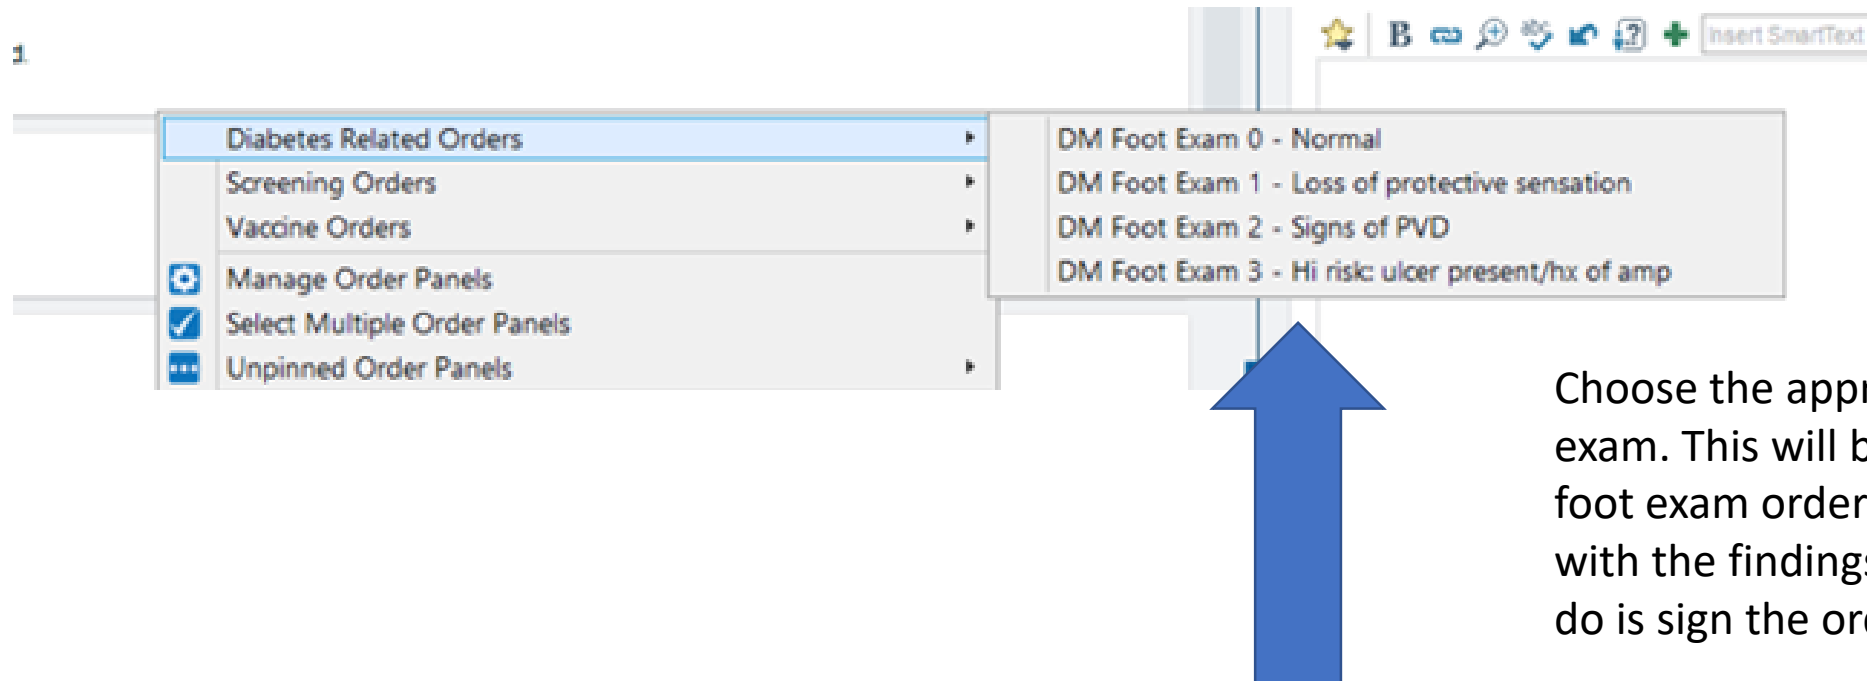 B Insert SmartText
Diabetes Related Orders
Screening Orders
Vaccine Orders
Manage Order Panels
Select Multiple Order Panels
Unpinned Order Panels
DM Foot Exam 0 - Normal
DM Foot Exam 1 - Loss of protective sensation
DM Foot Exam 2 - Signs of PVD
DM Foot Exam 3 - Hi risk: ulcer present/hx of amp
Choose the
exam. This will
foot exam order
with the findings
do is sign the